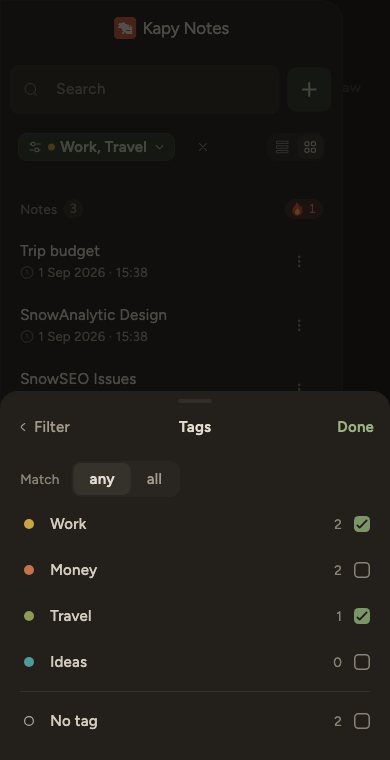 Kapy Notes
Search
aw
Work, Travel
Notes 3
1
Trip budget
1 Sep 2026 · 15:38
SnowAnalytic Design
1 Sep 2026 · 15:38
SnowSEO Issues
Filter
Tags
Done
Match any all
Work 2
Money 2
Travel 1
Ideas 0
No tag 2